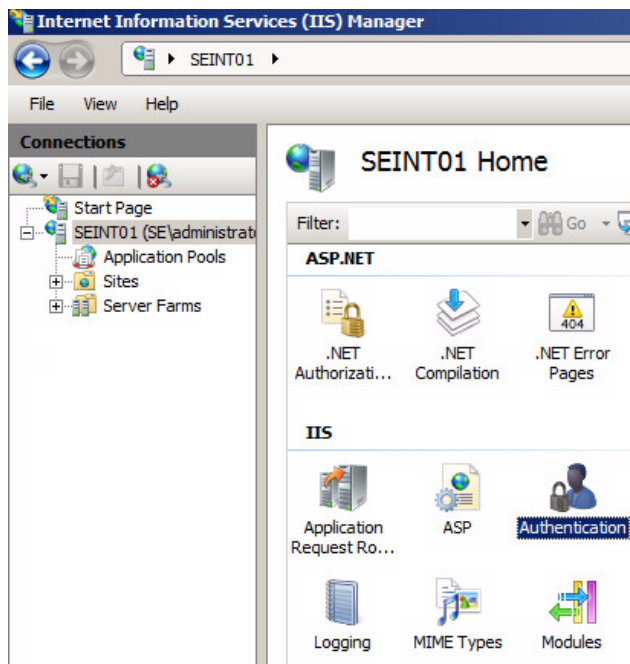 Internet Information Services (IIS) Manager
SEINT01
File View Help
Connections
Start Page
SEINT01 (SE\administrat
Application Pools
Sites
Server Farms
SEINT01 Home
Filter: Go
ASP.NET
.NET Authorizati...
.NET Compilation
.NET Error Pages
404
IIS
Application Request Ro...
ASP
Authentication
Logging
MIME Types
Modules